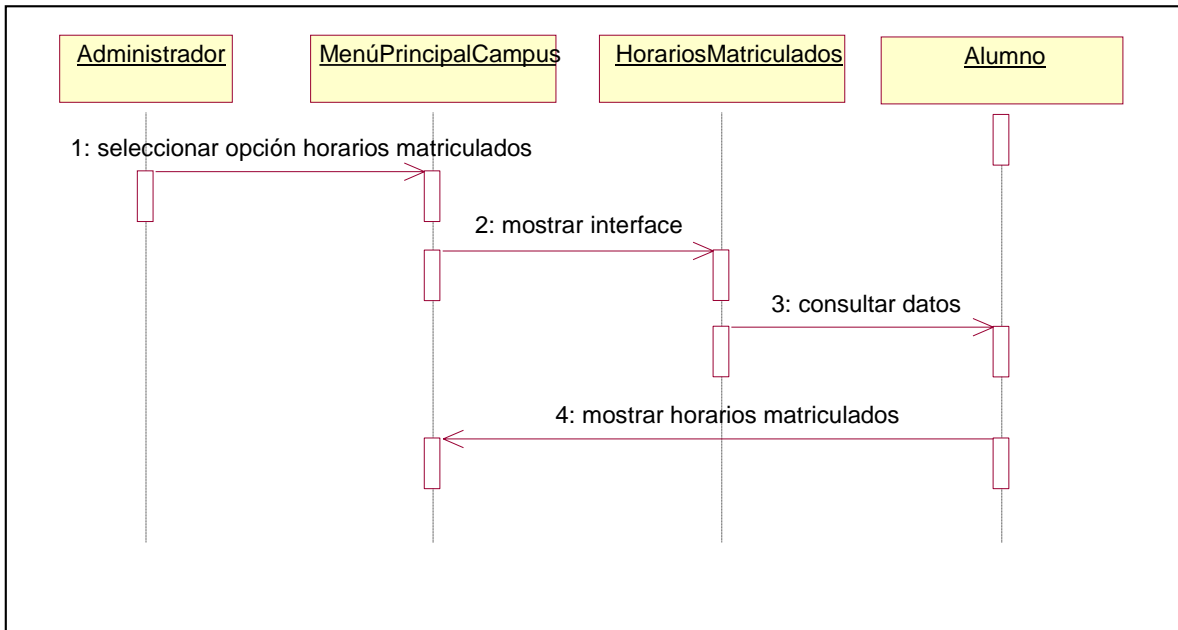 Administrador
MenúPrincipalCampus
HorariosMatriculados
Alumno
1: seleccionar opción horarios matriculados
2: mostrar interface
3: consultar datos
4: mostrar horarios matriculados